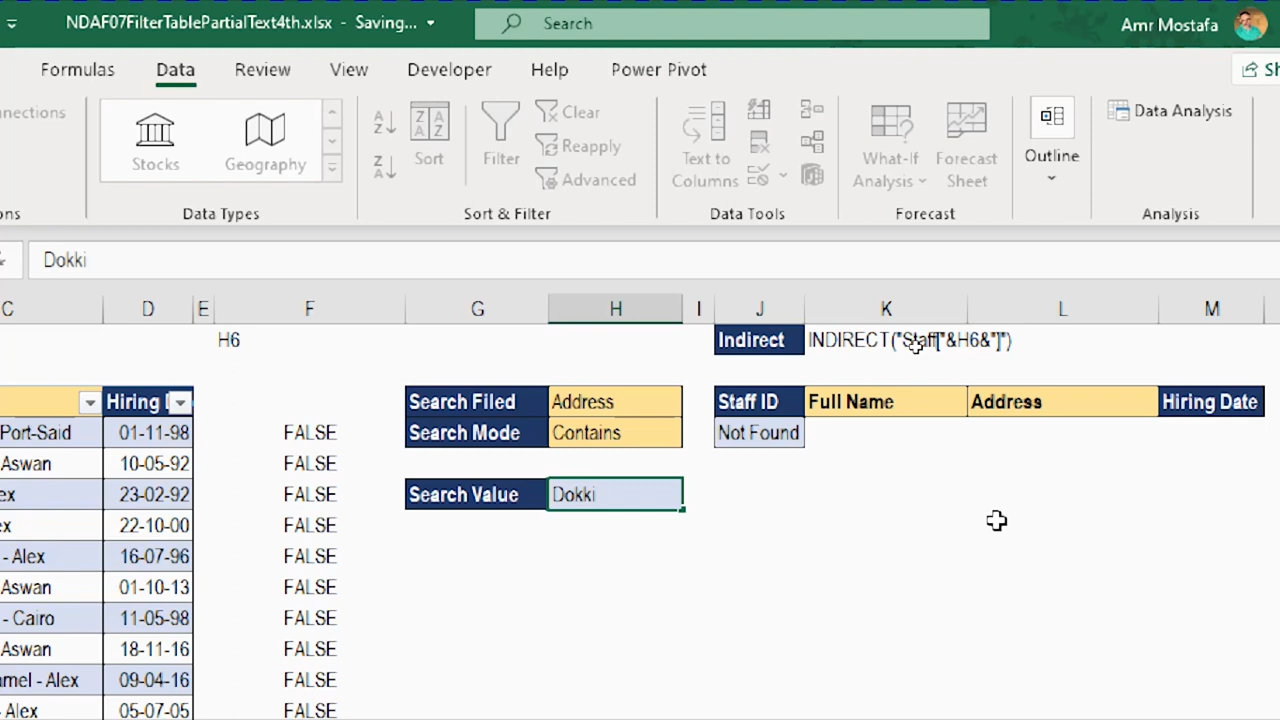 NDAF07FilterTablePartialText4th.xlsx - Saving...
Search
Amr Mostafa
Formulas
Data
Review
View
Developer
Help
Power Pivot
Sh
nnections
Stocks
Geography
Sort
Filter
Clear
Reapply
Advanced
Text to
Columns
What-If
Analysis
Forecast
Sheet
Outline
Data Analysis
ons
Data Types
Sort & Filter
Data Tools
Forecast
Analysis
Dokki
C D E F G H I J K L M
H6
Indirect INDIRECT("Staff["&H6&"]")
Search Filed Address
Search Mode Contains
Search Value Dokki
Staff ID Full Name Address Hiring Date
Not Found
Port-Said 01-11-98 FALSE
Aswan 10-05-92 FALSE
ex 23-02-92 FALSE
ex 22-10-00 FALSE
- Alex 16-07-96 FALSE
Aswan 01-10-13 FALSE
- Cairo 11-05-98 FALSE
Aswan 18-11-16 FALSE
amel - Alex 09-04-16 FALSE
- Alex 05-07-05 FALSE